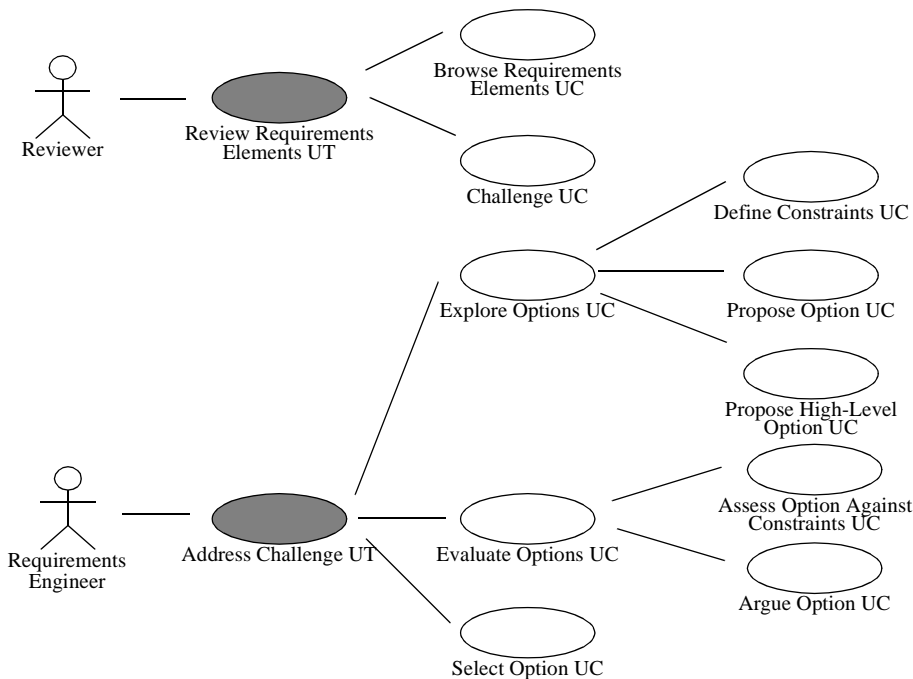 Browse Requirements
Elements UC
Review Requirements
Elements UT
Reviewer
Challenge UC
Define Constraints UC
Explore Options UC
Propose Option UC
Propose High-Level
Option UC
Assess Option Against
Constraints UC
Requirements
Engineer
Address Challenge UT
Evaluate Options UC
Argue Option UC
Select Option UC